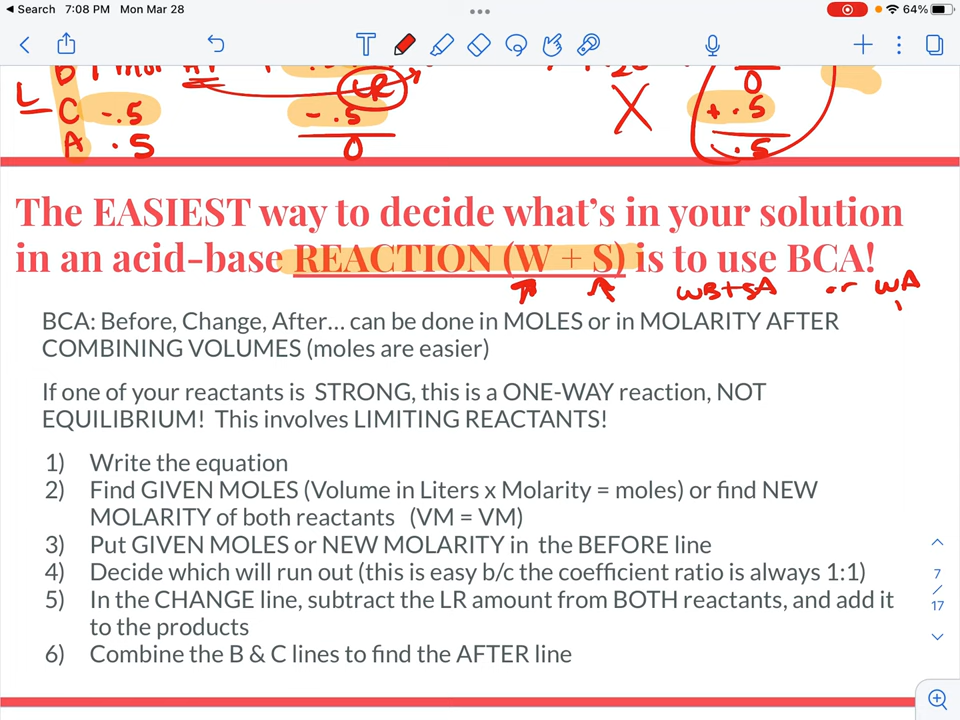 Search 7:08 PM Mon Mar 28 64%
T
B 1 mol
LR
0
L C -.5 -.5 X +.5
A .5 0 .5
The EASIEST way to decide what's in your solution
in an acid-base REACTION (W + S) is to use BCA!
WB+SA or WA
BCA: Before, Change, After... can be done in MOLES or in MOLARITY AFTER
COMBINING VOLUMES (moles are easier)
If one of your reactants is STRONG, this is a ONE-WAY reaction, NOT
EQUILIBRIUM! This involves LIMITING REACTANTS!
1) Write the equation
2) Find GIVEN MOLES (Volume in Liters x Molarity = moles) or find NEW
MOLARITY of both reactants (VM = VM)
3) Put GIVEN MOLES or NEW MOLARITY in the BEFORE line
4) Decide which will run out (this is easy b/c the coefficient ratio is always 1:1)
5) In the CHANGE line, subtract the LR amount from BOTH reactants, and add it
to the products
6) Combine the B & C lines to find the AFTER line
7
/
17